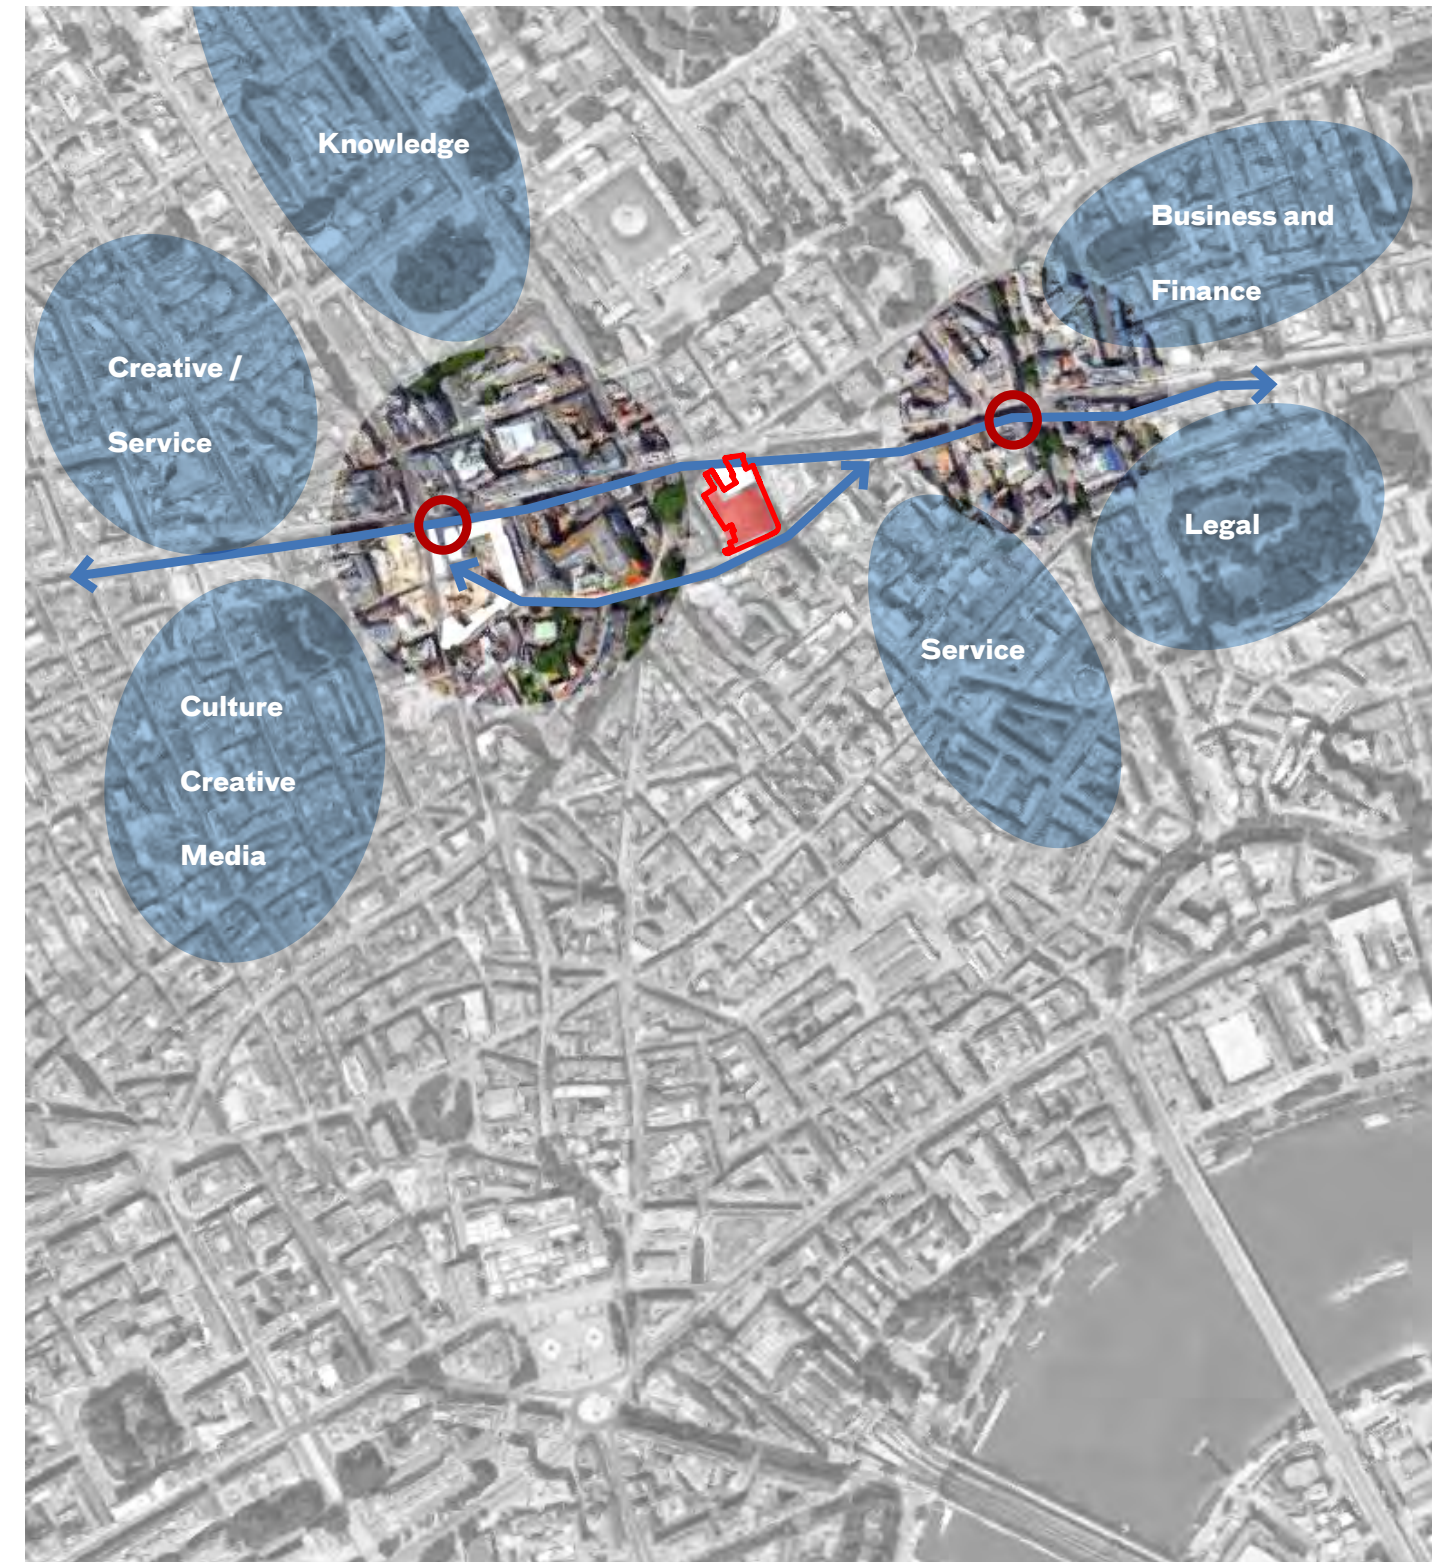 Knowledge
Business and
Finance
Creative /
Service
Legal
Service
Culture
Creative
Media